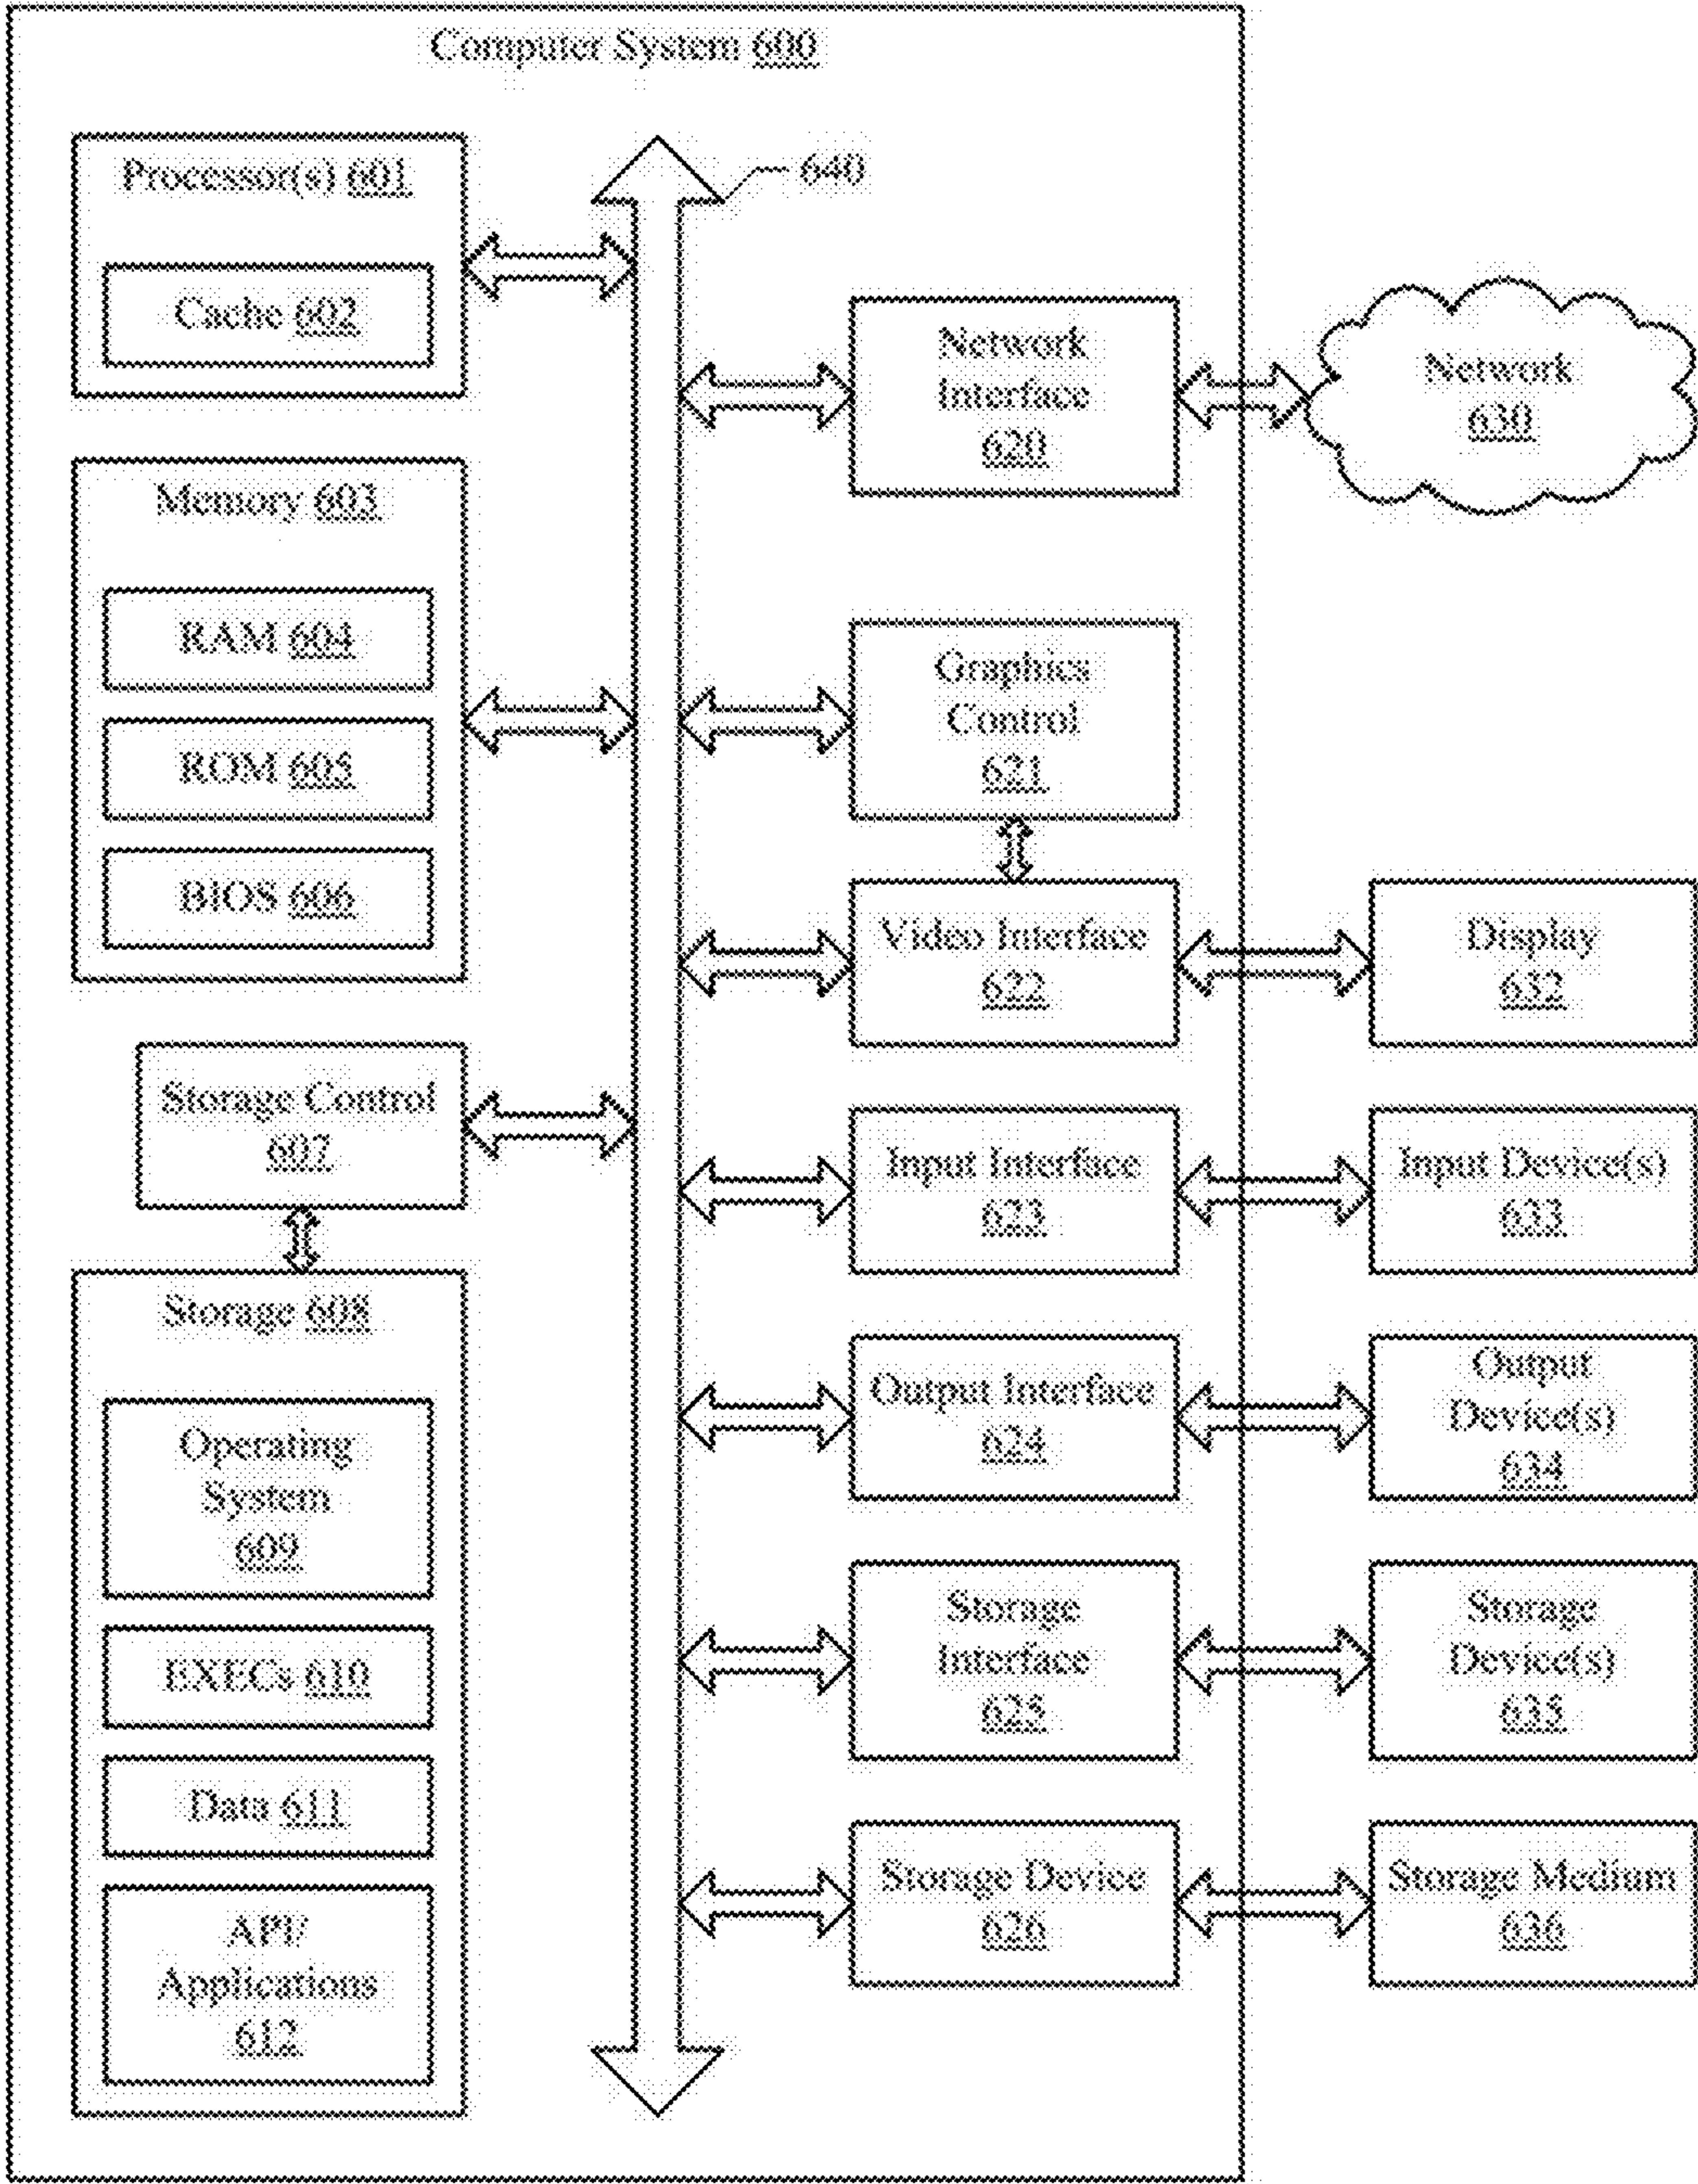 Computer System 600
Processor(s) 601
Cache 602
Memory 603
RAM 604
ROM 605
BIOS 606
Storage Control
607
Storage 608
Operating
System
609
EXECs 610
Data 611
API/
Applications
612
640
Network
Interface
620
Graphics
Control
621
Video Interface
622
Input Interface
623
Output Interface
624
Storage
Interface
625
Storage Device
626
Network
630
Display
632
Input Device(s)
633
Output
Device(s)
634
Storage
Device(s)
635
Storage Medium
636